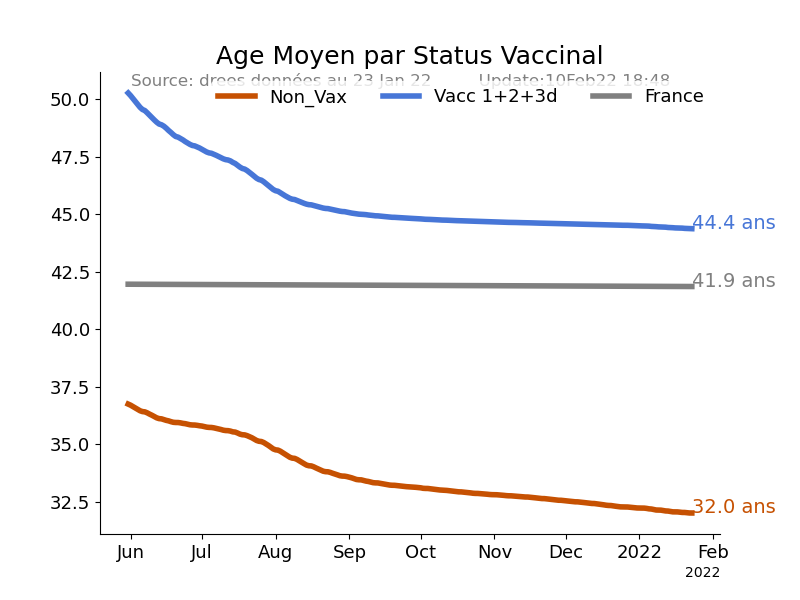 Age Moyen par Status Vaccinal
Source: drees données au 23 Jan 22 Update:10Feb22 18:48
Non_Vax Vacc 1+2+3d France
50.0
47.5
45.0
44.4 ans
42.5
41.9 ans
40.0
37.5
35.0
32.5
32.0 ans
Jun Jul Aug Sep Oct Nov Dec 2022 Feb
2022